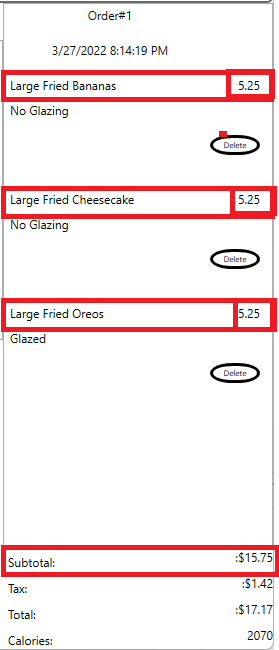 Order#1
3/27/2022 8:14:19 PM
Large Fried Bananas 5.25
No Glazing
Delete
Large Fried Cheesecake 5.25
No Glazing
Delete
Large Fried Oreos 5.25
Glazed
Delete
Subtotal: :$15.75
Tax: :$1.42
Total: :$17.17
Calories: 2070